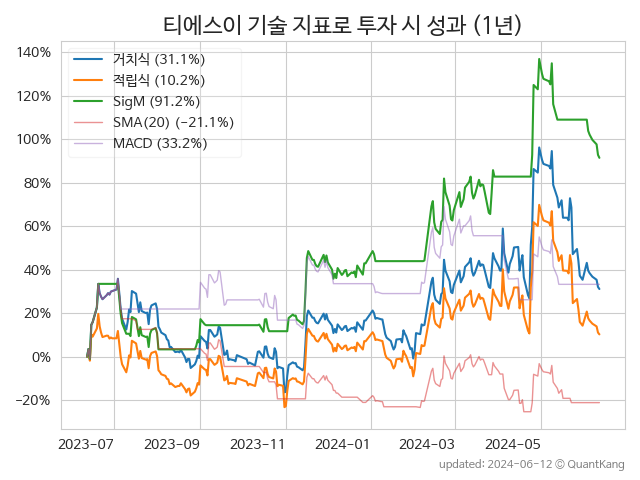 티에스이 기술 지표로 투자 시 성과 (1년)
140%
120%
100%
80%
60%
40%
20%
0%
−20%
거치식 (31.1%)
적립식 (10.2%)
SigM (91.2%)
SMA(20) (−21.1%)
MACD (33.2%)
2023-07
2023-09
2023-11
2024-01
2024-03
2024-05
updated: 2024-06-12 © QuantKang